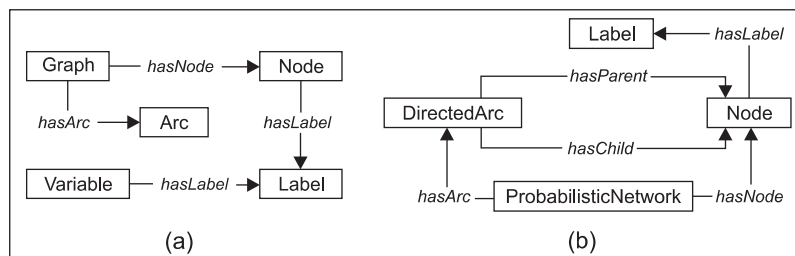 Graph hasNode Node
hasArc Arc
hasLabel
Variable hasLabel Label
(a)
Label hasLabel
hasParent
DirectedArc Node
hasChild
hasArc ProbabilisticNetwork hasNode
(b)